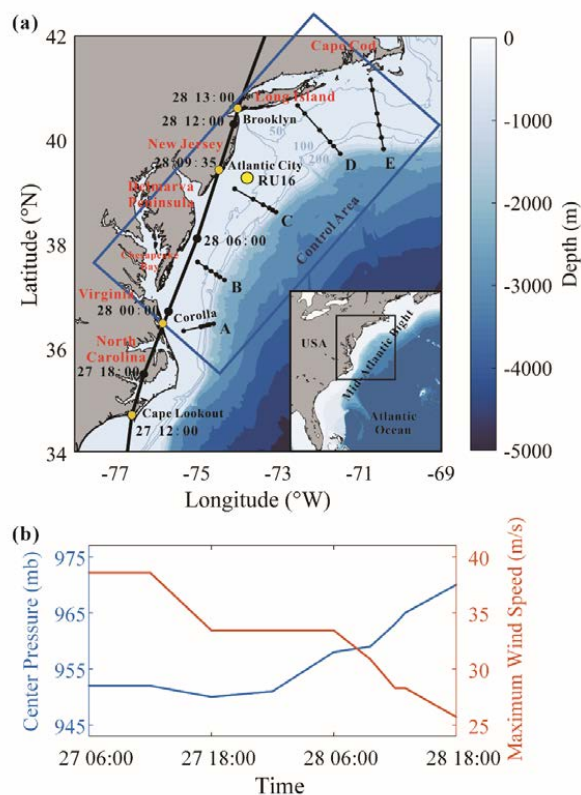 (a)
42
40
38
36
34
Latitude (°N)
-77
-75
-73
-71
-69
Longitude (°W)
Cape Cod
28 13:00
Long Island
28 12:00
Brooklyn
New Jersey
28 09:35
Atlantic City
RU16
Delmarva
Peninsula
Chesapeake
Bay
28 06:00
Virginia
28 00:00
Corolla
North
Carolina
27 18:00
Cape Lookout
27 12:00
50
100
200
A
B
C
D
E
Control Area
USA
Mid-Atlantic Bight
Atlantic
Ocean
0
-1000
-2000
-3000
-4000
-5000
Depth (m)
(b)
975
965
955
945
Center Pressure (mb)
40
35
30
25
Maximum Wind Speed (m/s)
27 06:00
27 18:00
28 06:00
28 18:00
Time